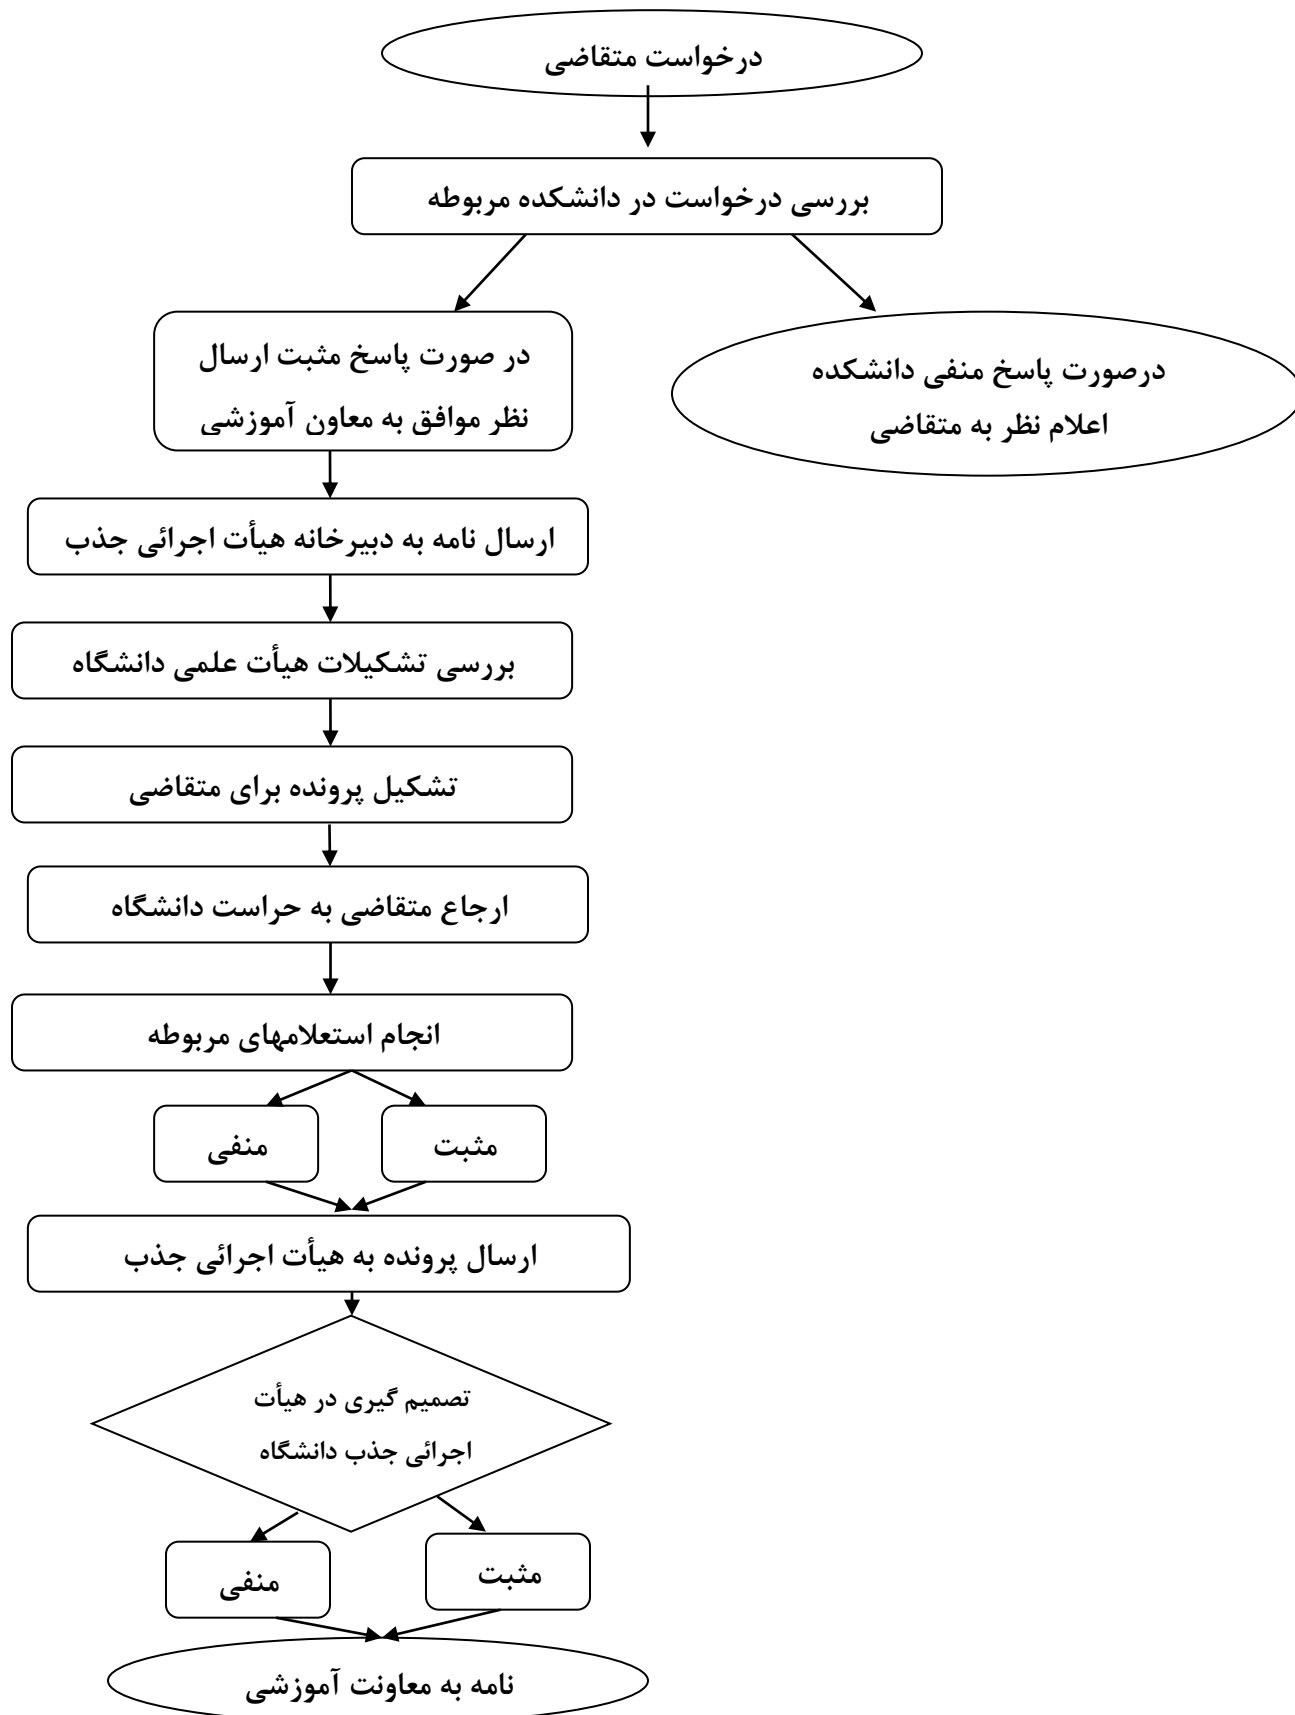 درخواست متقاضی
بررسی درخواست در دانشکده مربوطه
درصورت پاسخ منفی دانشکده
اعلام نظر به متقاضی
در صورت پاسخ مثبت ارسال
نظر موافق به معاون آموزشی
ارسال نامه به دبیرخانه هیأت اجرائی جذب
بررسی تشکیلات هیأت علمی دانشگاه
تشکیل پرونده برای متقاضی
ارجاع متقاضی به حراست دانشگاه
انجام استعلامهای مربوطه
مثبت
منفی
ارسال پرونده به هیأت اجرائی جذب
تصمیم گیری در هیأت
اجرائی جذب دانشگاه
مثبت
منفی
نامه به معاونت آموزشی